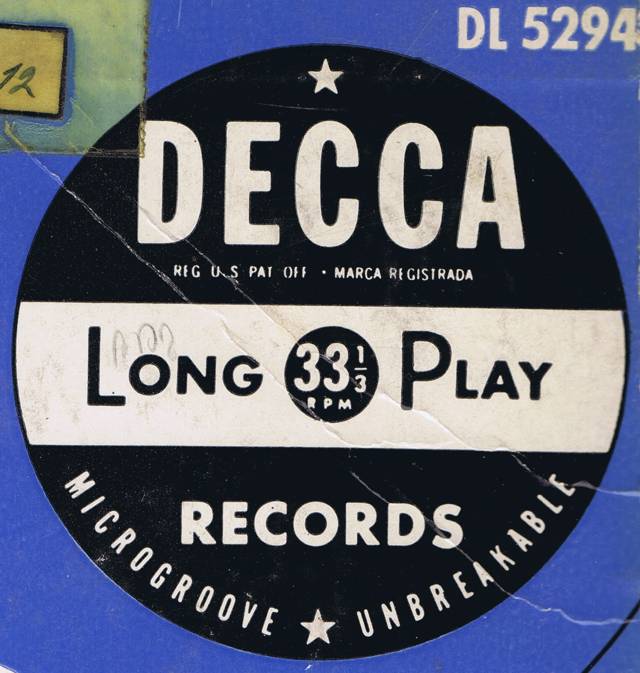 DL 5294
12
DECCA
REG U S PAT OFF · MARCA REGISTRADA
LONG 33 1/3 PLAY
RPM
RECORDS
MICROGROOVE ★ UNBREAKABLE